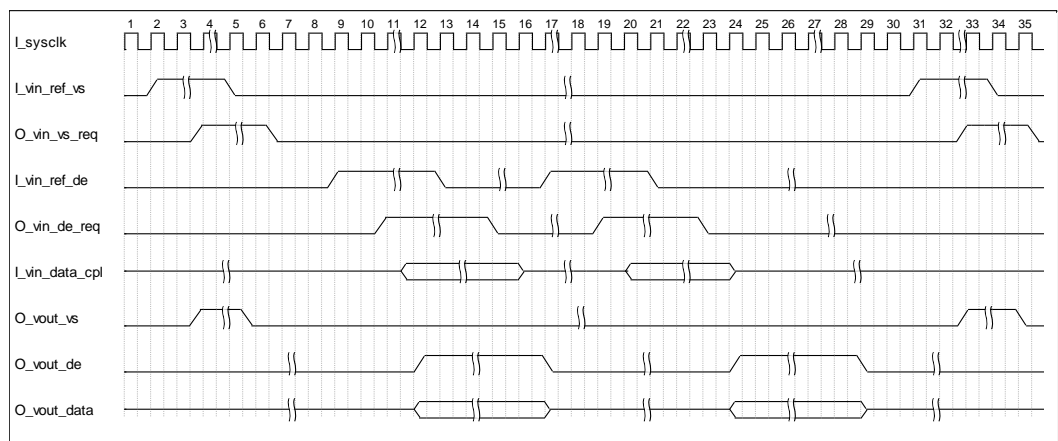 1 2 3 4 5 6 7 8 9 10 11 12 13 14 15 16 17 18 19 20 21 22 23 24 25 26 27 28 29 30 31 32 33 34 35
I_sysclk
I_vin_ref_vs
O_vin_vs_req
I_vin_ref_de
O_vin_de_req
I_vin_data_cpl
O_vout_vs
O_vout_de
O_vout_data